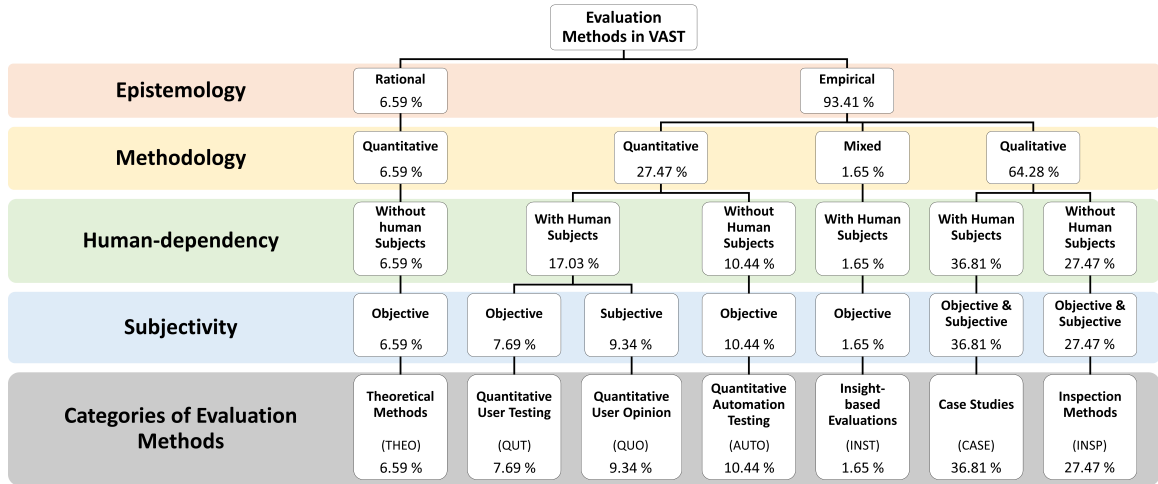 Evaluation
Methods in VAST
Epistemology
Rational
6.59 %
Empirical
93.41 %
Methodology
Quantitative
6.59 %
Quantitative
27.47 %
Mixed
1.65 %
Qualitative
64.28 %
Human-dependency
Without
human
Subjects
6.59 %
With Human
Subjects
17.03 %
Without
Human
Subjects
10.44 %
With Human
Subjects
1.65 %
With Human
Subjects
36.81 %
Without
Human
Subjects
27.47 %
Subjectivity
Objective
6.59 %
Objective
7.69 %
Subjective
9.34 %
Objective
10.44 %
Objective
1.65 %
Objective &
Subjective
36.81 %
Objective &
Subjective
27.47 %
Categories of Evaluation
Methods
Theoretical
Methods
(THEO)
6.59 %
Quantitative
User Testing
(QUT)
7.69 %
Quantitative
User Opinion
(QUO)
9.34 %
Quantitative
Automation
Testing
(AUTO)
10.44 %
Insight-
based
Evaluations
(INST)
1.65 %
Case Studies
(CASE)
36.81 %
Inspection
Methods
(INSP)
27.47 %